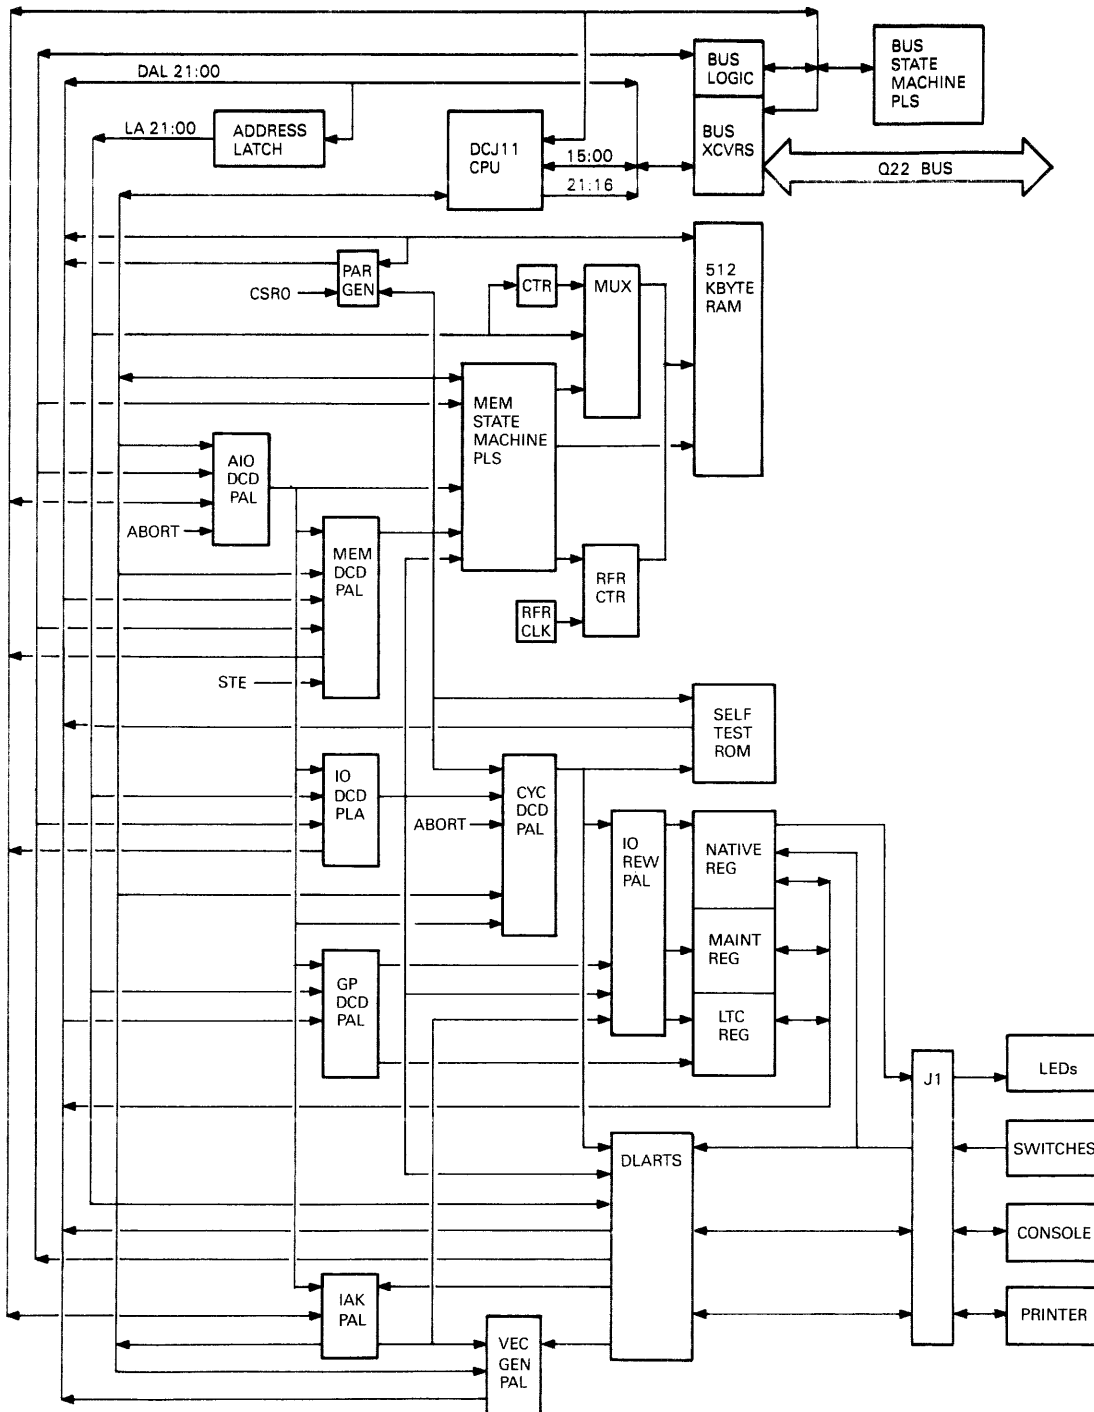 BUS
LOGIC
BUS
STATE
MACHINE
PLS
DAL 21:00
LA 21:00
ADDRESS
LATCH
DCJ11
CPU
15:00
21:16
BUS
XCVRS
Q22 BUS
PAR
GEN
CSR0
CTR
MUX
512
KBYTE
RAM
MEM
STATE
MACHINE
PLS
AIO
DCD
PAL
ABORT
MEM
DCD
PAL
STE
RFR
CTR
RFR
CLK
SELF
TEST
ROM
IO
DCD
PLA
ABORT
CYC
DCD
PAL
IO
REW
PAL
NATIVE
REG
MAINT
REG
LTC
REG
GP
DCD
PAL
J1
LEDs
SWITCHES
CONSOLE
PRINTER
DLARTS
IAK
PAL
VEC
GEN
PAL